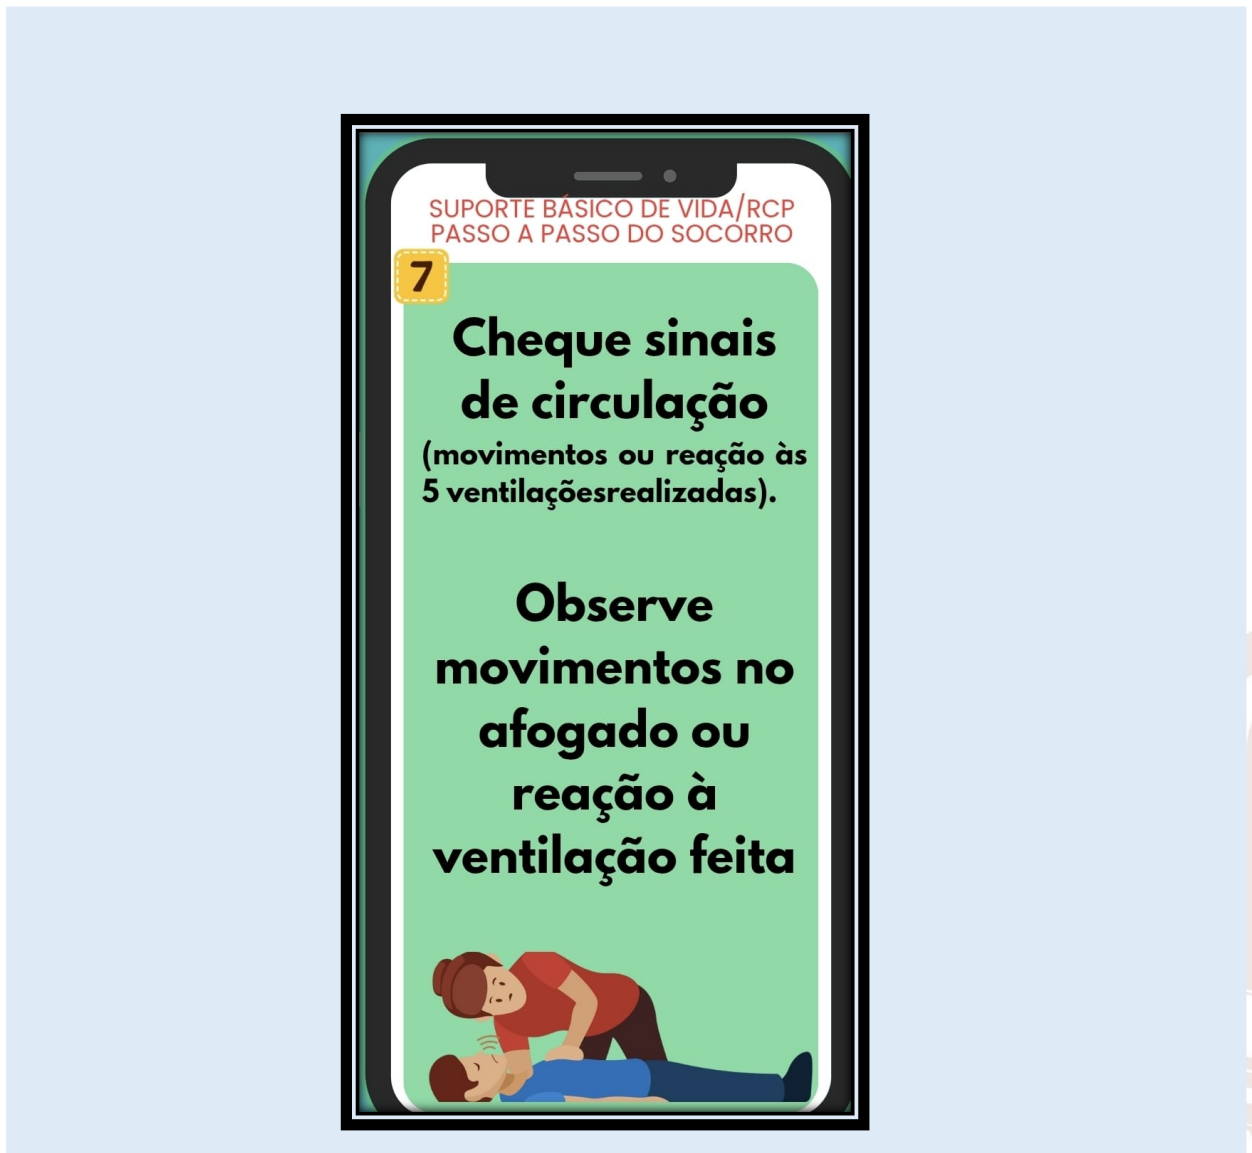 SUPORTE BÁSICO DE VIDA/RCP
PASSO A PASSO DO SOCORRO
7
Cheque sinais
de circulação
(movimentos ou reação às
5 ventilaçõesrealizadas).
Observe
movimentos no
afogado ou
reação à
ventilação feita